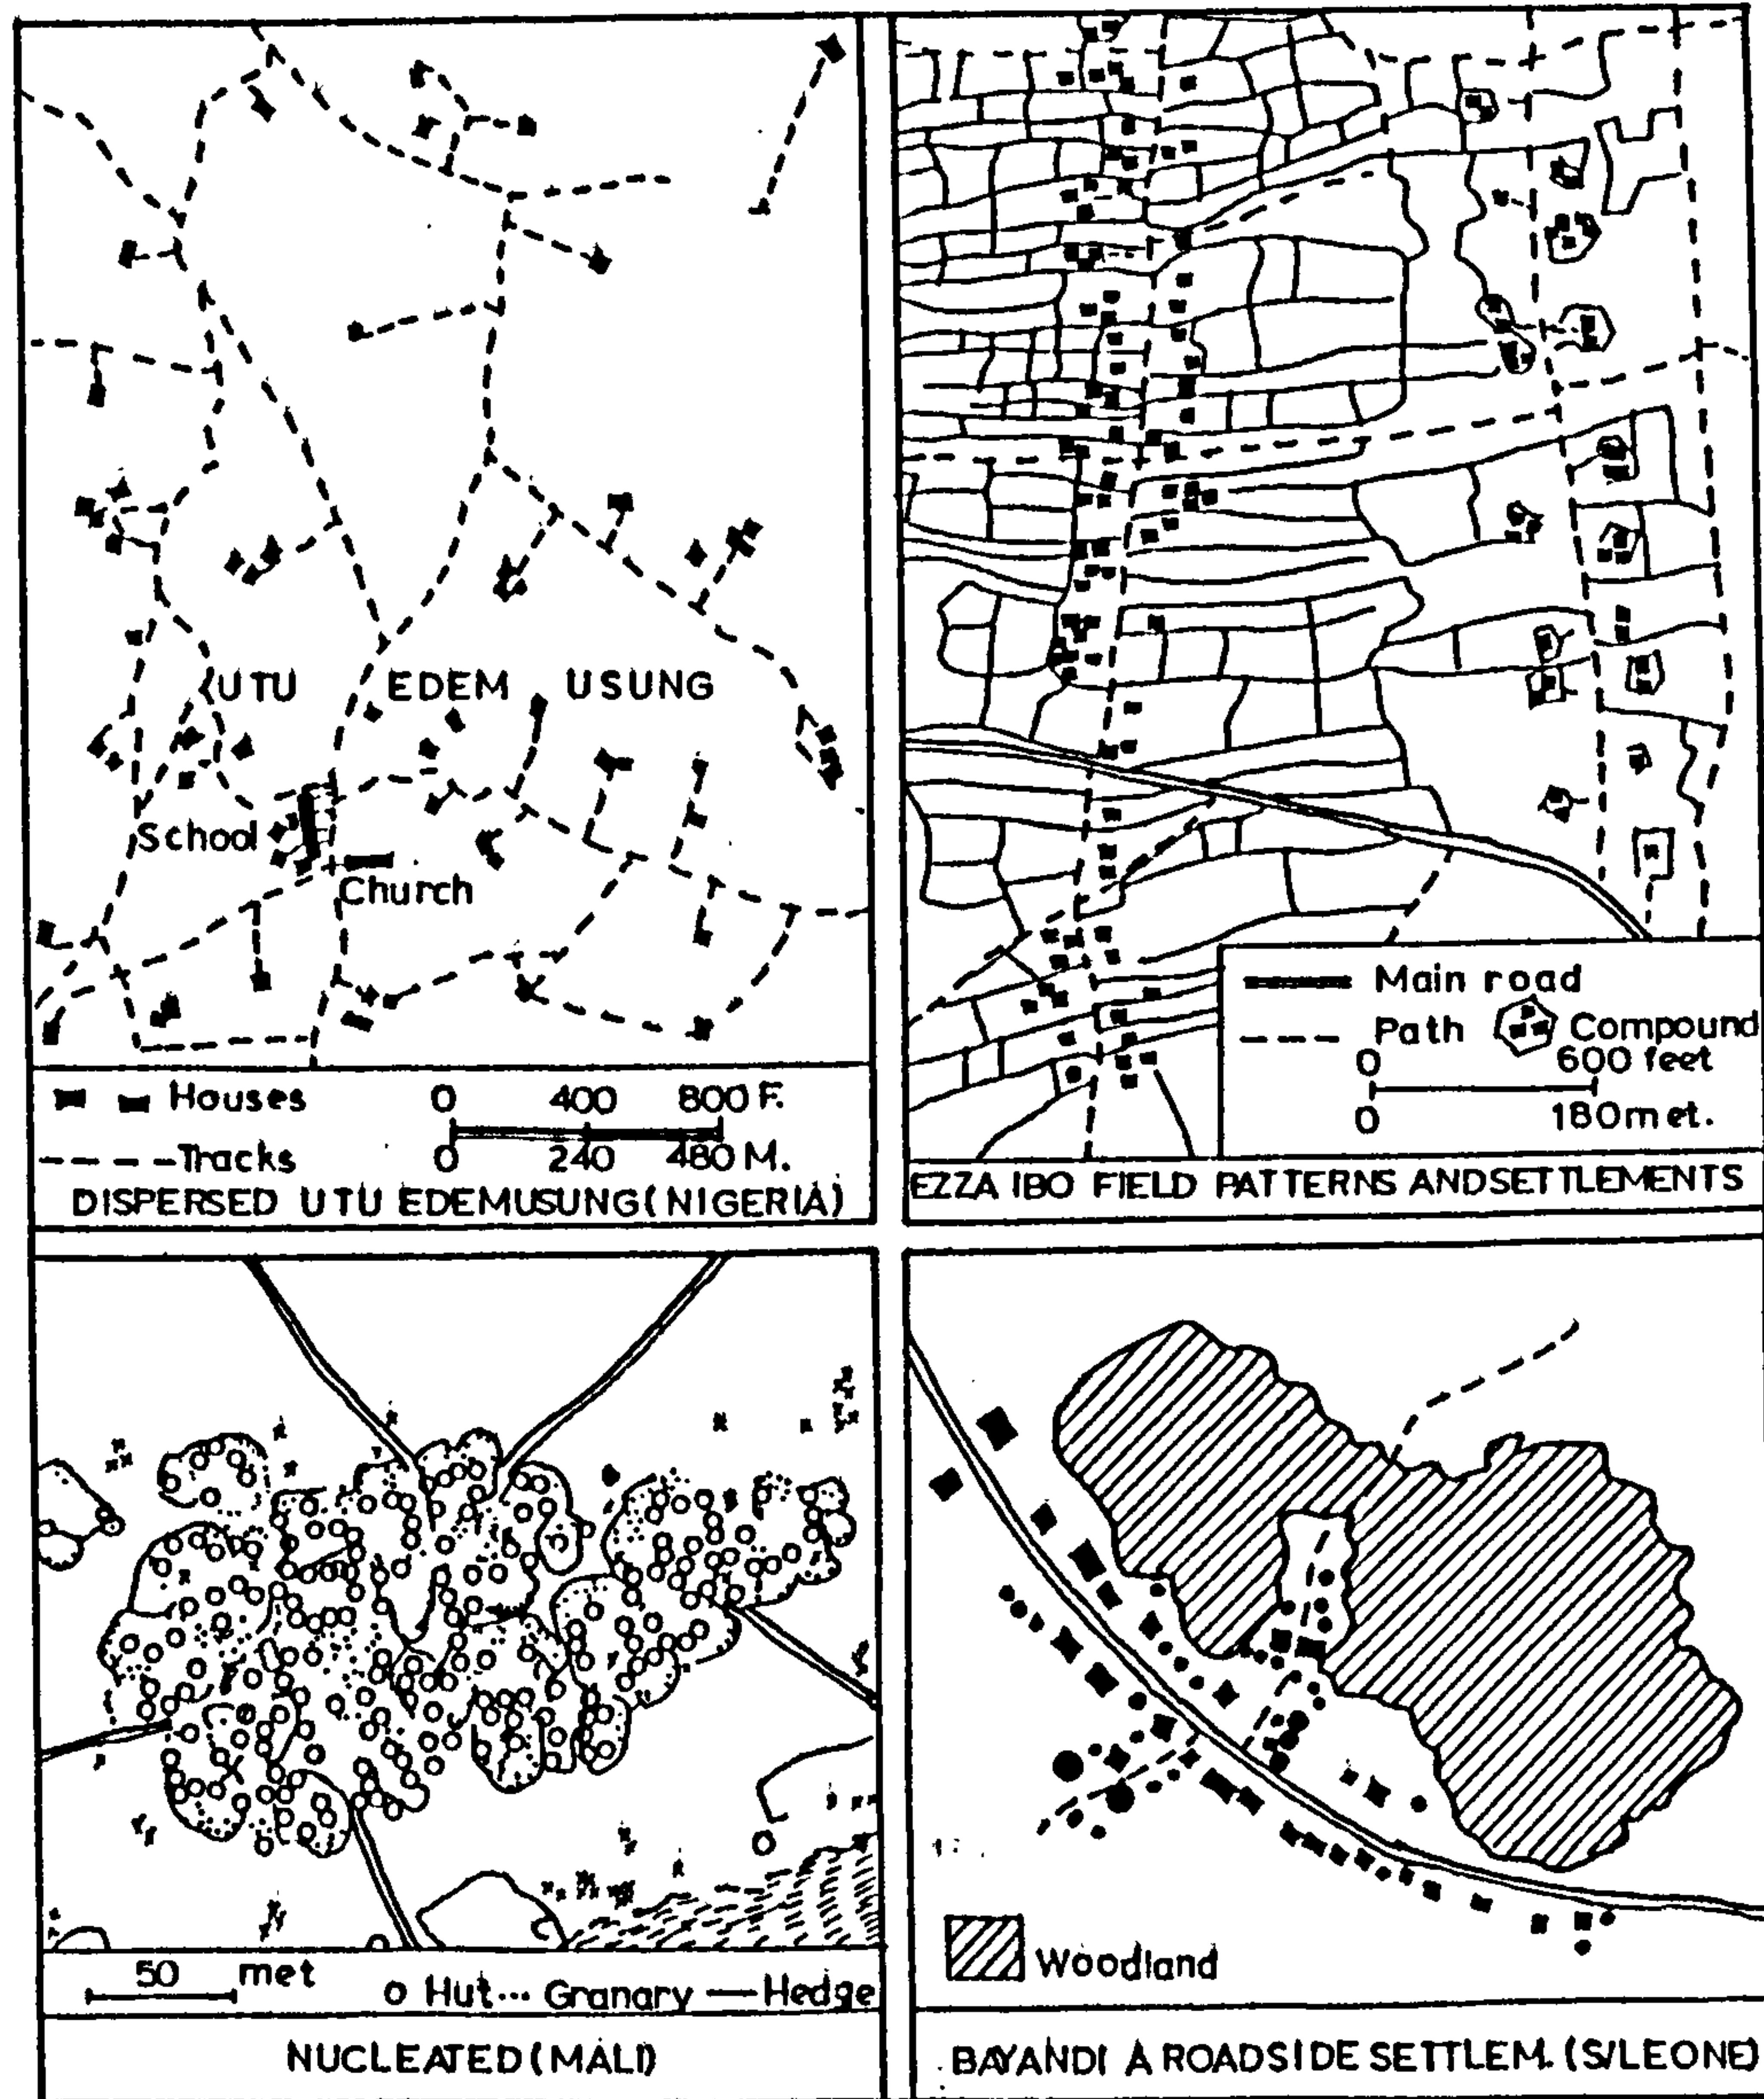 UTU EDEM USUNG
School
Church
Houses
0 400 800 F.
Tracks
0 240 480 M.
DISPERSED UTU EDEMUSUNG (NIGERIA)
Main road
Path Compound
0 600 feet
0 180 met.
EZZA IBO FIELD PATTERNS AND SETTLEMENTS
50 met
Hut Granary Hedge
NUCLEATED (MALI)
Woodland
BAYANDI A ROADSIDE SETTLEM. (S/LEONE)